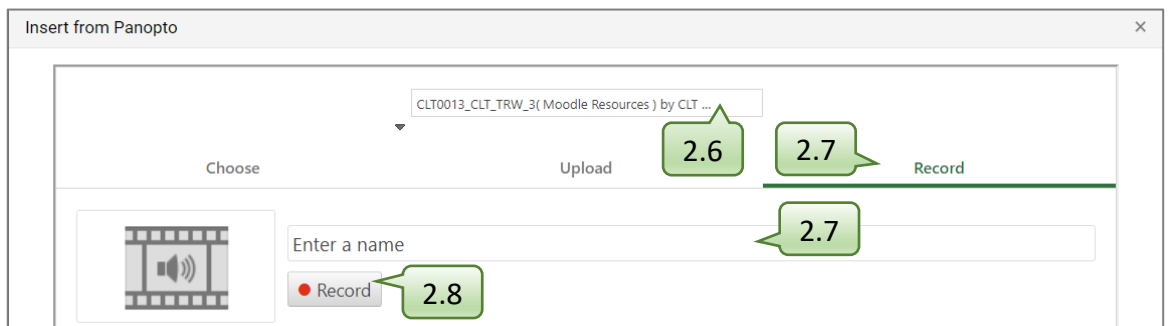 Insert from Panopto ×
CLT0013_CLT_TRW_3( Moodle Resources ) by CLT ...
2.6
2.7
Choose Upload Record
Enter a name
2.7
Record
2.8